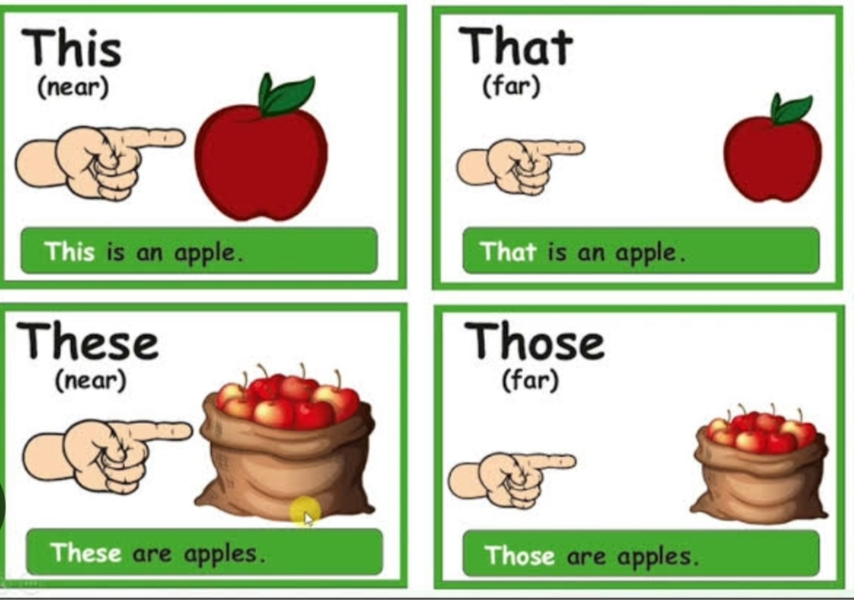 This
(near)
This is an apple.
That
(far)
That is an apple.
These
(near)
These are apples.
Those
(far)
Those are apples.